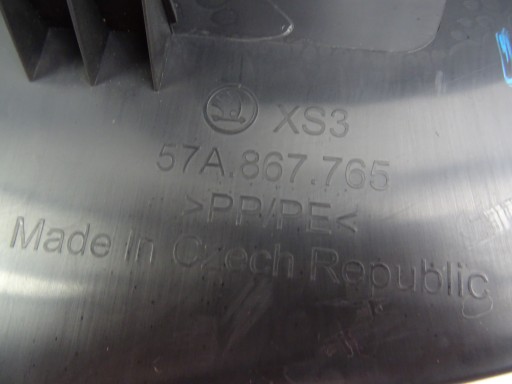 XS3
57A.867.765
>PP/PE<
Made In Czech Republic